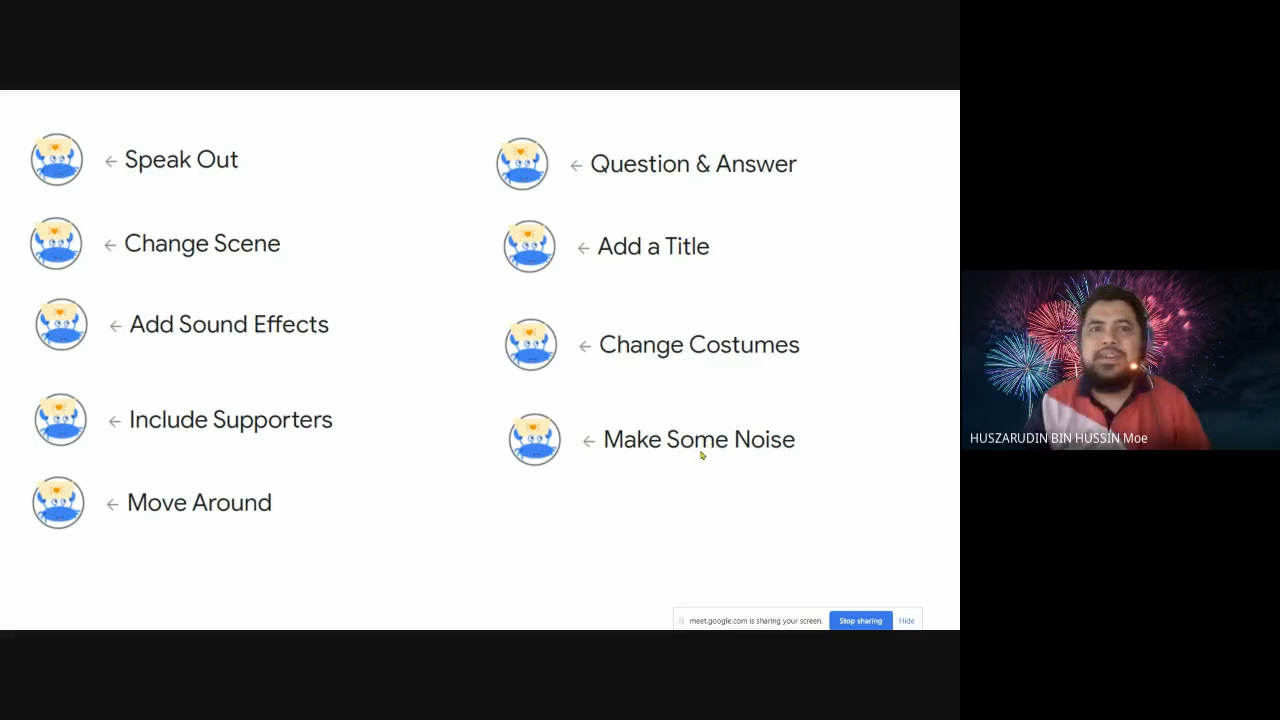 Speak Out
Change Scene
Add Sound Effects
Include Supporters
Move Around
Question & Answer
Add a Title
Change Costumes
Make Some Noise
meet.google.com is sharing your screen.
Stop sharing
Hide
HUSZARUDIN BIN HUSSIN Moe